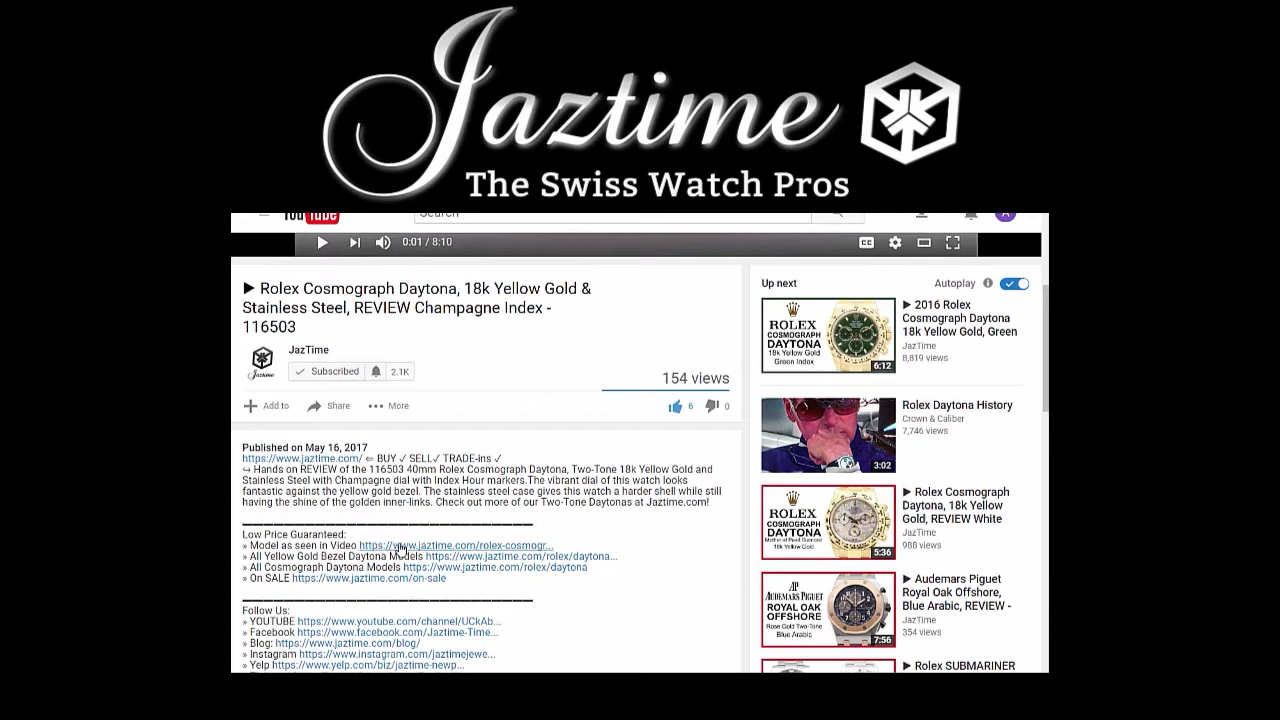 Jaztime
The Swiss Watch Pros
YouTube
Search
0:01 / 8:10
CC
▶ Rolex Cosmograph Daytona, 18k Yellow Gold &
Stainless Steel, REVIEW Champagne Index -
116503
JazTime
Jaztime
✓ Subscribed 2.1K
154 views
+ Add to Share ••• More
6 0
Published on May 16, 2017
https://www.jaztime.com/ ⇐ BUY ✓ SELL✓ TRADE-ins ✓
↪ Hands on REVIEW of the 116503 40mm Rolex Cosmograph Daytona, Two-Tone 18k Yellow Gold and
Stainless Steel with Champagne dial with Index Hour markers.The vibrant dial of this watch looks
fantastic against the yellow gold bezel. The stainless steel case gives this watch a harder shell while still
having the shine of the golden inner-links. Check out more of our Two-Tone Daytonas at Jaztime.com!
Low Price Guaranteed:
» Model as seen in Video https://www.jaztime.com/rolex-cosmogr...
» All Yellow Gold Bezel Daytona Models https://www.jaztime.com/rolex/daytona...
» All Cosmograph Daytona Models https://www.jaztime.com/rolex/daytona
» On SALE https://www.jaztime.com/on-sale
Follow Us:
» YOUTUBE https://www.youtube.com/channel/UCkAb...
» Facebook https://www.facebook.com/Jaztime-Time...
» Blog: https://www.jaztime.com/blog/
» Instagram https://www.instagram.com/jaztimejewe...
» Yelp https://www.yelp.com/biz/jaztime-newp...
Up next
Autoplay
ROLEX
COSMOGRAPH
DAYTONA
18k Yellow Gold
Green Index
6:12
▶ 2016 Rolex
Cosmograph Daytona
18k Yellow Gold, Green
JazTime
8,819 views
3:02
Rolex Daytona History
Crown & Caliber
7,746 views
ROLEX
COSMOGRAPH
DAYTONA
Mother of Pearl Diamond
18k Yellow Gold
5:36
▶ Rolex Cosmograph
Daytona, 18k Yellow
Gold, REVIEW White
JazTime
988 views
AP
AUDEMARS PIGUET
ROYAL OAK
OFFSHORE
Rose Gold Two-Tone
Blue Arabic
7:56
▶ Audemars Piguet
Royal Oak Offshore,
Blue Arabic, REVIEW -
JazTime
354 views
▶ Rolex SUBMARINER